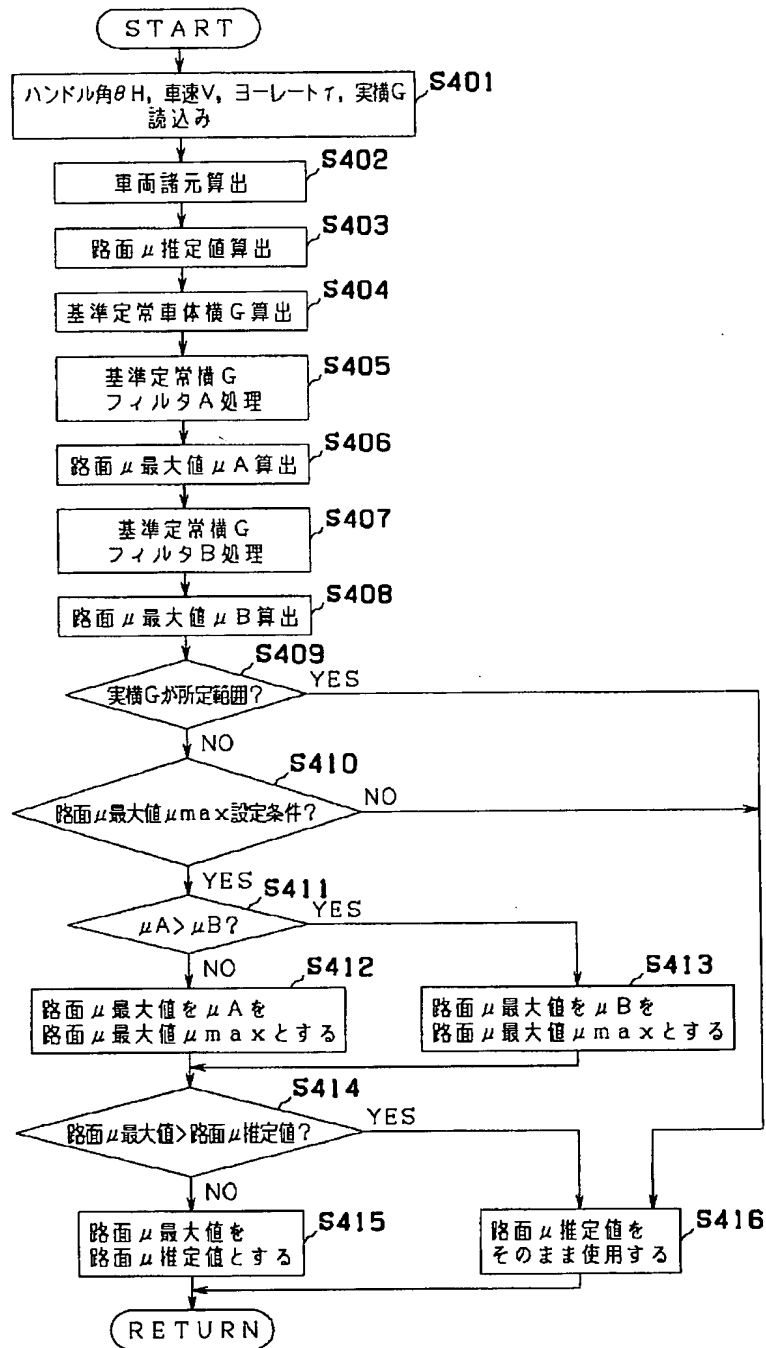 START
S401
ハンドル角θH, 車速V, ヨーレートγ, 実横G
読込み
S402
車両諸元算出
S403
路面μ推定値算出
S404
基準定常車体横G算出
S405
基準定常横G
フィルタA処理
S406
路面μ最大値μA算出
S407
基準定常横G
フィルタB処理
S408
路面μ最大値μB算出
S409
実横Gが所定範囲?
YES
NO
S410
路面μ最大値μmax設定条件?
NO
YES
S411
μA>μB?
YES
NO
S412
路面μ最大値をμAを
路面μ最大値μmaxとする
S413
路面μ最大値をμBを
路面μ最大値μmaxとする
S414
路面μ最大値>路面μ推定値?
YES
NO
S415
路面μ最大値を
路面μ推定値とする
S416
路面μ推定値を
そのまま使用する
RETURN